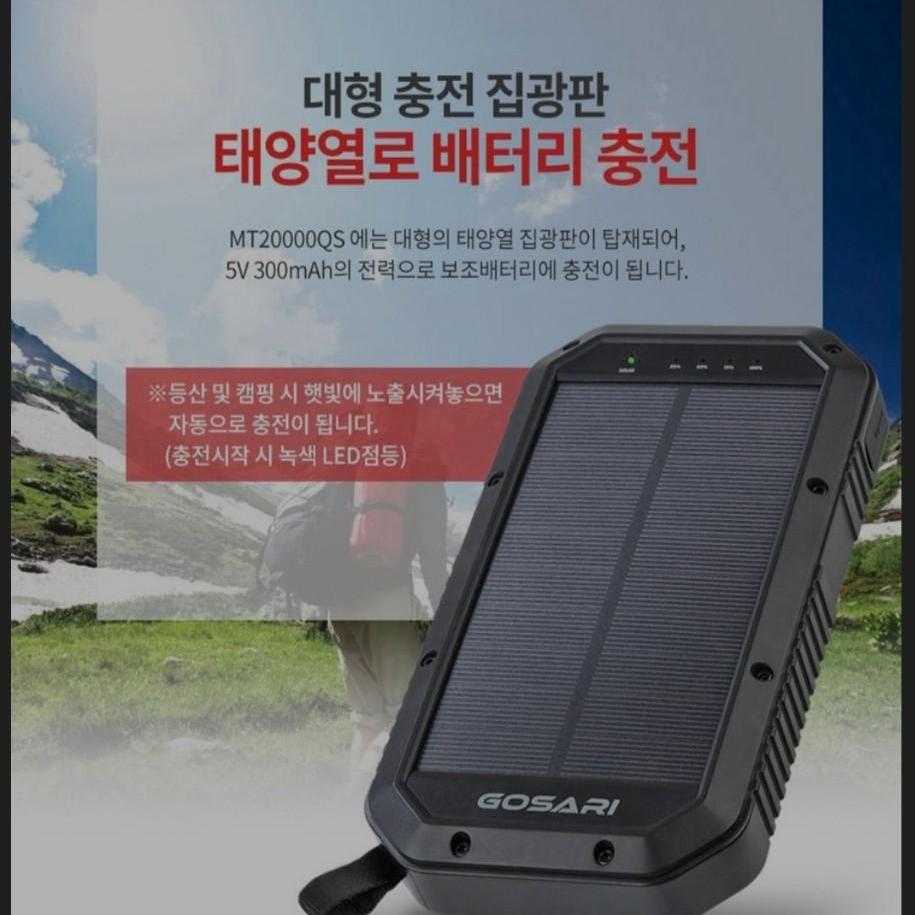 대형 충전 집광판
태양열로 배터리 충전
MT20000QS 에는 대형의 태양열 집광판이 탑재되어,
5V 300mAh의 전력으로 보조배터리에 충전이 됩니다.
※등산 및 캠핑 시 햇빛에 노출시켜놓으면
자동으로 충전이 됩니다.
(충전시작 시 녹색 LED점등)
GOSARI